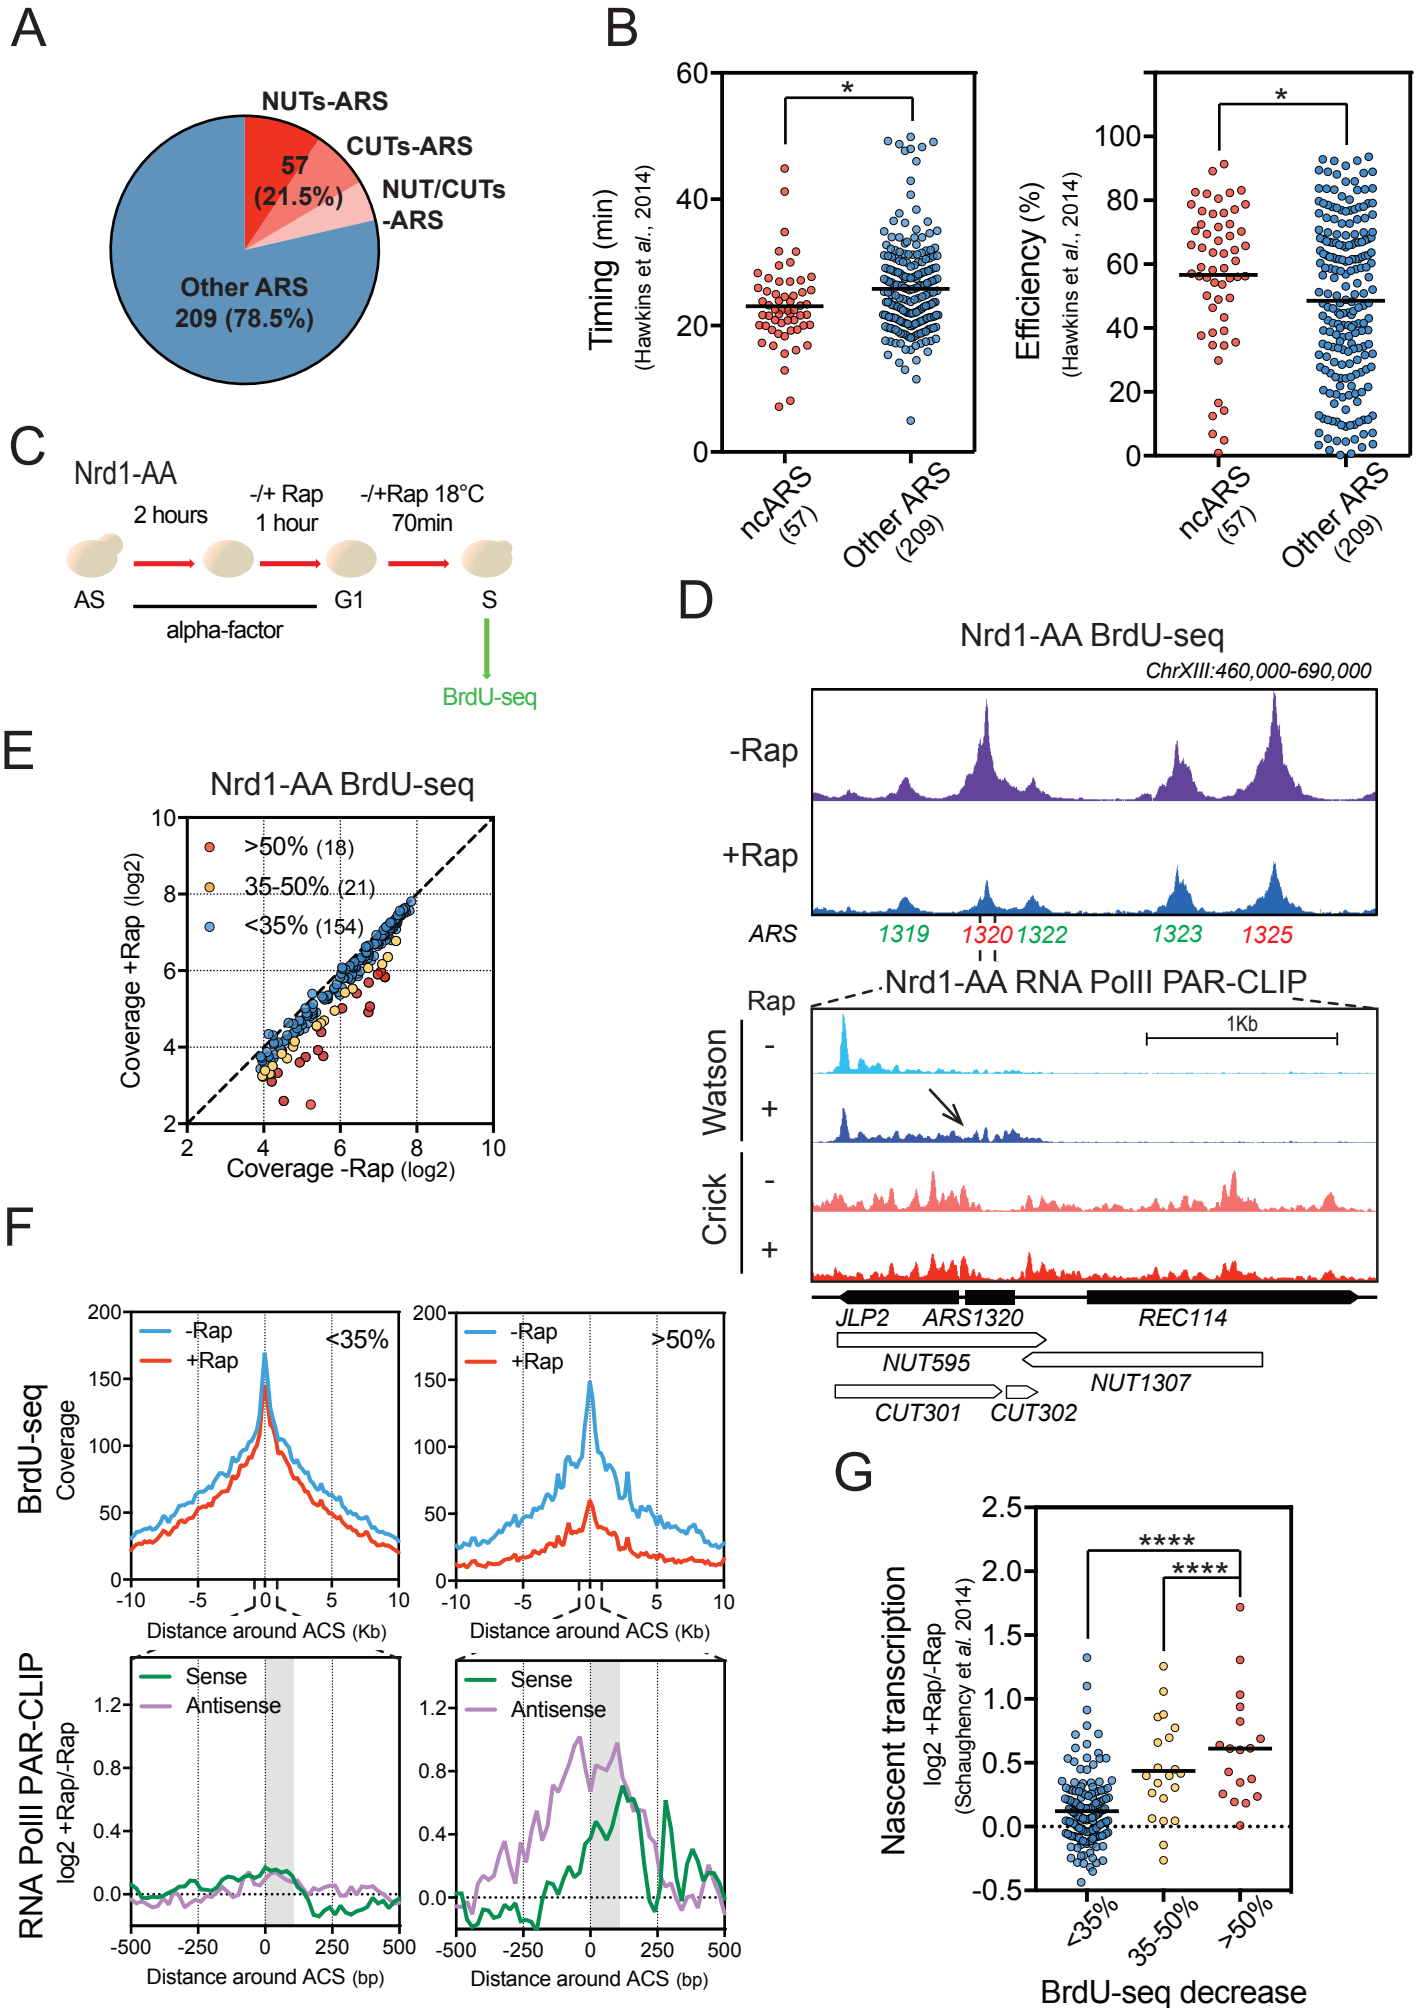 A
NUTs-ARS
CUTs-ARS
NUT/CUTs
-ARS
57
(21.5%)
Other ARS
209 (78.5%)
B
Timing (min)
(Hawkins et al., 2014)
60
40
20
0
*
ncARS
(57)
Other ARS
(209)
Efficiency (%)
(Hawkins et al., 2014)
100
80
60
40
20
0
*
ncARS
(57)
Other ARS
(209)
C
Nrd1-AA
2 hours
-/+ Rap
1 hour
-/+Rap 18°C
70min
AS
G1
S
alpha-factor
BrdU-seq
D
Nrd1-AA BrdU-seq
ChrXIII:460,000-690,000
-Rap
+Rap
ARS
1319
1320
1322
1323
1325
Nrd1-AA RNA PolII PAR-CLIP
Rap
1Kb
Watson
-
+
Crick
-
+
JLP2
ARS1320
REC114
NUT595
NUT1307
CUT301
CUT302
E
Nrd1-AA BrdU-seq
Coverage +Rap (log2)
10
8
6
4
2
>50% (18)
35-50% (21)
<35% (154)
2
4
6
8
10
Coverage -Rap (log2)
F
BrdU-seq
Coverage
200
150
100
50
0
-Rap
+Rap
<35%
-10
-5
0
5
10
Distance around ACS (Kb)
200
150
100
50
0
-Rap
+Rap
>50%
-10
-5
0
5
10
Distance around ACS (Kb)
RNA PolII PAR-CLIP
log2 +Rap/-Rap
1.2
0.8
0.4
0.0
Sense
Antisense
-500
-250
0
250
500
Distance around ACS (bp)
1.2
0.8
0.4
0.0
Sense
Antisense
-500
-250
0
250
500
Distance around ACS (bp)
G
Nascent transcription
log2 +Rap/-Rap
(Schaughency et al. 2014)
2.5
2.0
1.5
1.0
0.5
0.0
-0.5
****
****
<35%
35-50%
>50%
BrdU-seq decrease